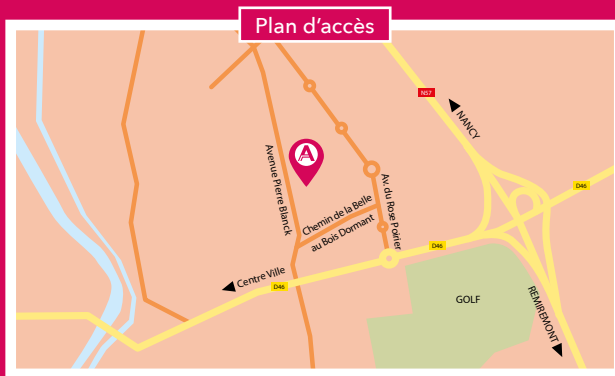 Plan d'accès
N57
NANCY
A
Avenue Pierre Blanck
Chemin de la Belle
au Bois Dormant
Av. du Rose Poirier
D46
D46
Centre Ville
D46
GOLF
REMIREMONT